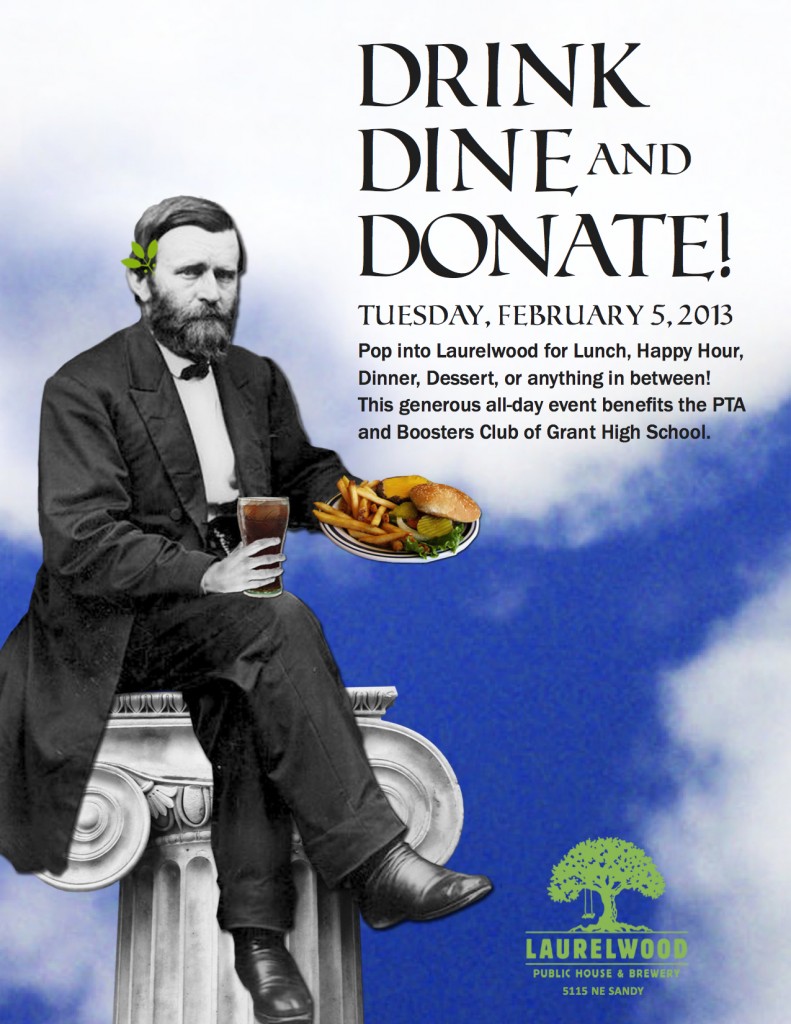 DRINK
DINE AND
DONATE!
TUESDAY, FEBRUARY 5, 2013
Pop into Laurelwood for Lunch, Happy Hour,
Dinner, Dessert, or anything in between!
This generous all-day event benefits the PTA
and Boosters Club of Grant High School.
LAURELWOOD
PUBLIC HOUSE & BREWERY
5115 NE SANDY